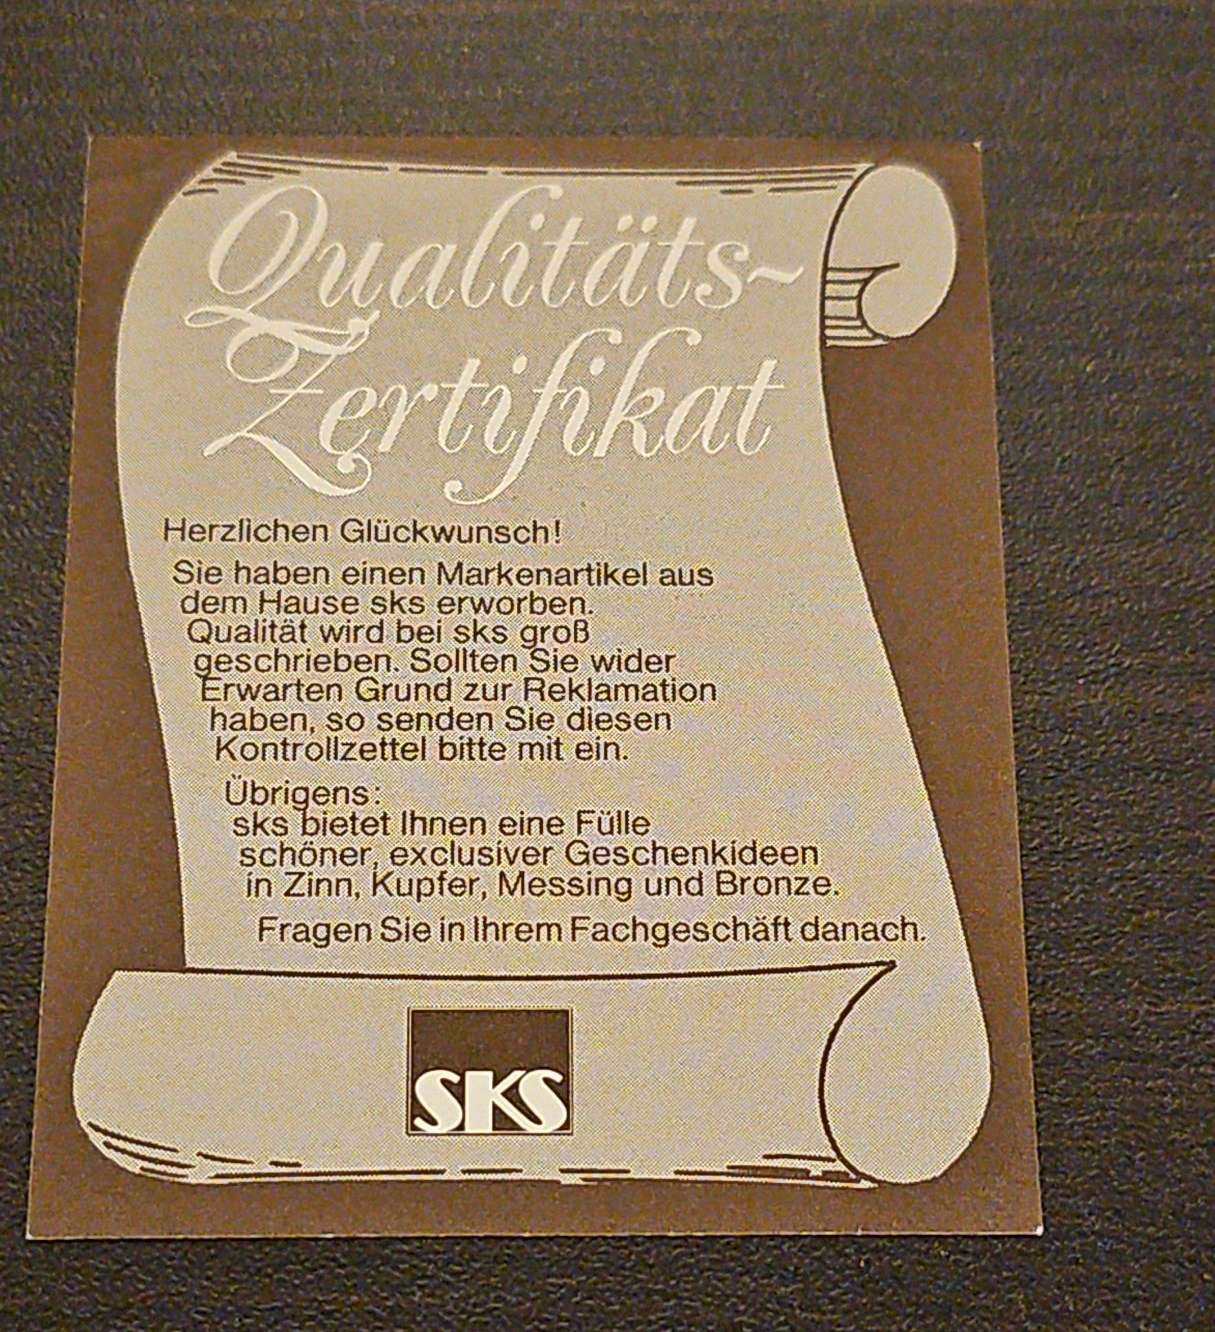 Qualitäts-
Zertifikat
Herzlichen Glückwunsch!
Sie haben einen Markenartikel aus
dem Hause sks erworben.
Qualität wird bei sks groß
geschrieben. Sollten Sie wider
Erwarten Grund zur Reklamation
haben, so senden Sie diesen
Kontrollzettel bitte mit ein.
Übrigens:
sks bietet Ihnen eine Fülle
schöner, exclusiver Geschenkideen
in Zinn, Kupfer, Messing und Bronze.
Fragen Sie in Ihrem Fachgeschäft danach.
SKS